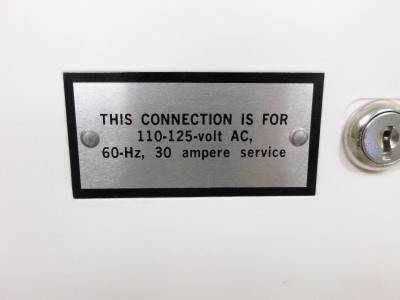 THIS CONNECTION IS FOR
110-125-volt AC,
60-Hz, 30 ampere service